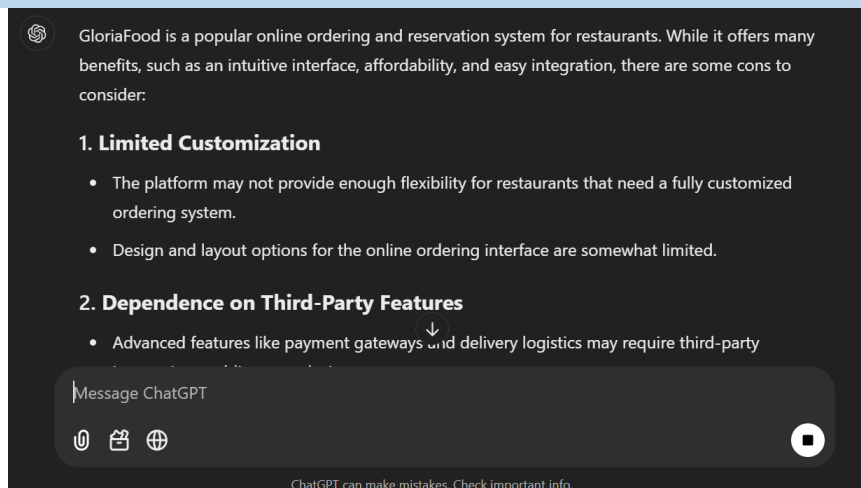 GloriaFood is a popular online ordering and reservation system for restaurants. While it offers many
benefits, such as an intuitive interface, affordability, and easy integration, there are some cons to
consider:
1. Limited Customization
• The platform may not provide enough flexibility for restaurants that need a fully customized
ordering system.
• Design and layout options for the online ordering interface are somewhat limited.
2. Dependence on Third-Party Features
• Advanced features like payment gateways and delivery logistics may require third-party
Message ChatGPT
ChatGPT can make mistakes. Check important info.